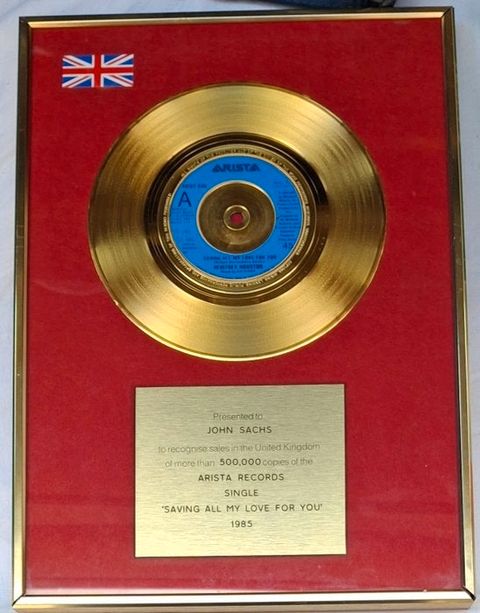 ARISTA
A
45
SAVING ALL MY LOVE FOR YOU
WHITNEY HOUSTON
Presented to
JOHN SACHS
to recognise sales in the United Kingdom
of more than 500,000 copies of the
ARISTA RECORDS
SINGLE
'SAVING ALL MY LOVE FOR YOU'
1985